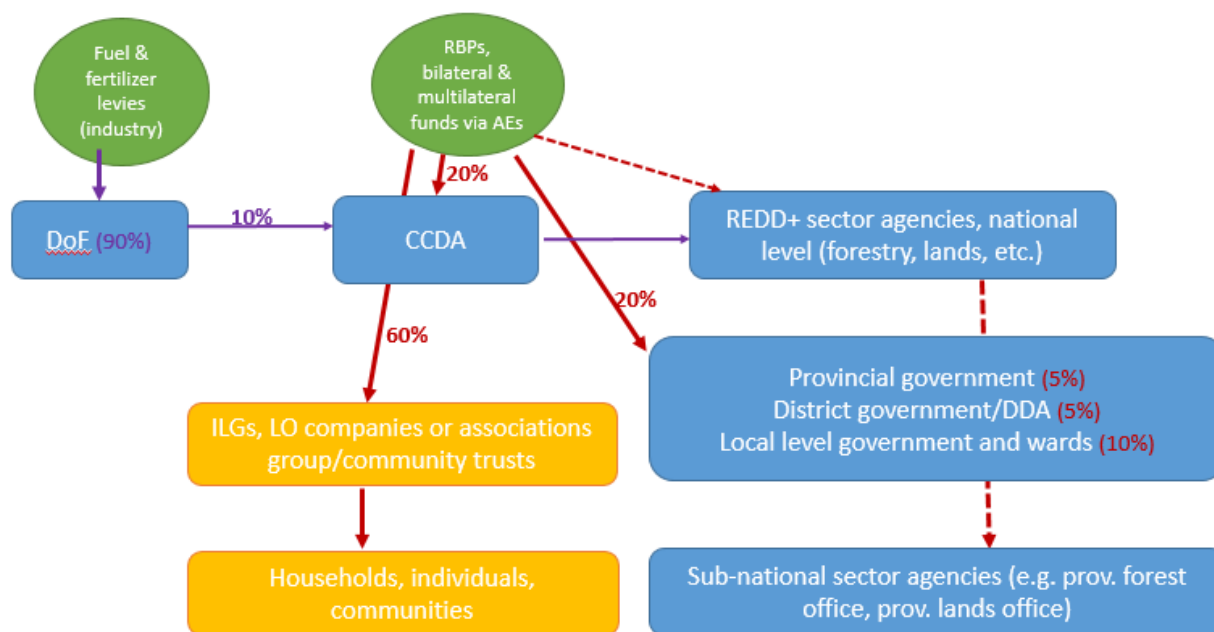 Fuel &
fertilizer
levies
(industry)
RBPs,
bilateral &
multilateral
funds via AEs
20%
10%
DoF (90%)
CCDA
REDD+ sector agencies, national
level (forestry, lands, etc.)
20%
60%
Provincial government (5%)
District government/DDA (5%)
Local level government and wards (10%)
ILGs, LO companies or associations
group/community trusts
Households, individuals,
communities
Sub-national sector agencies (e.g. prov. forest
office, prov. lands office)